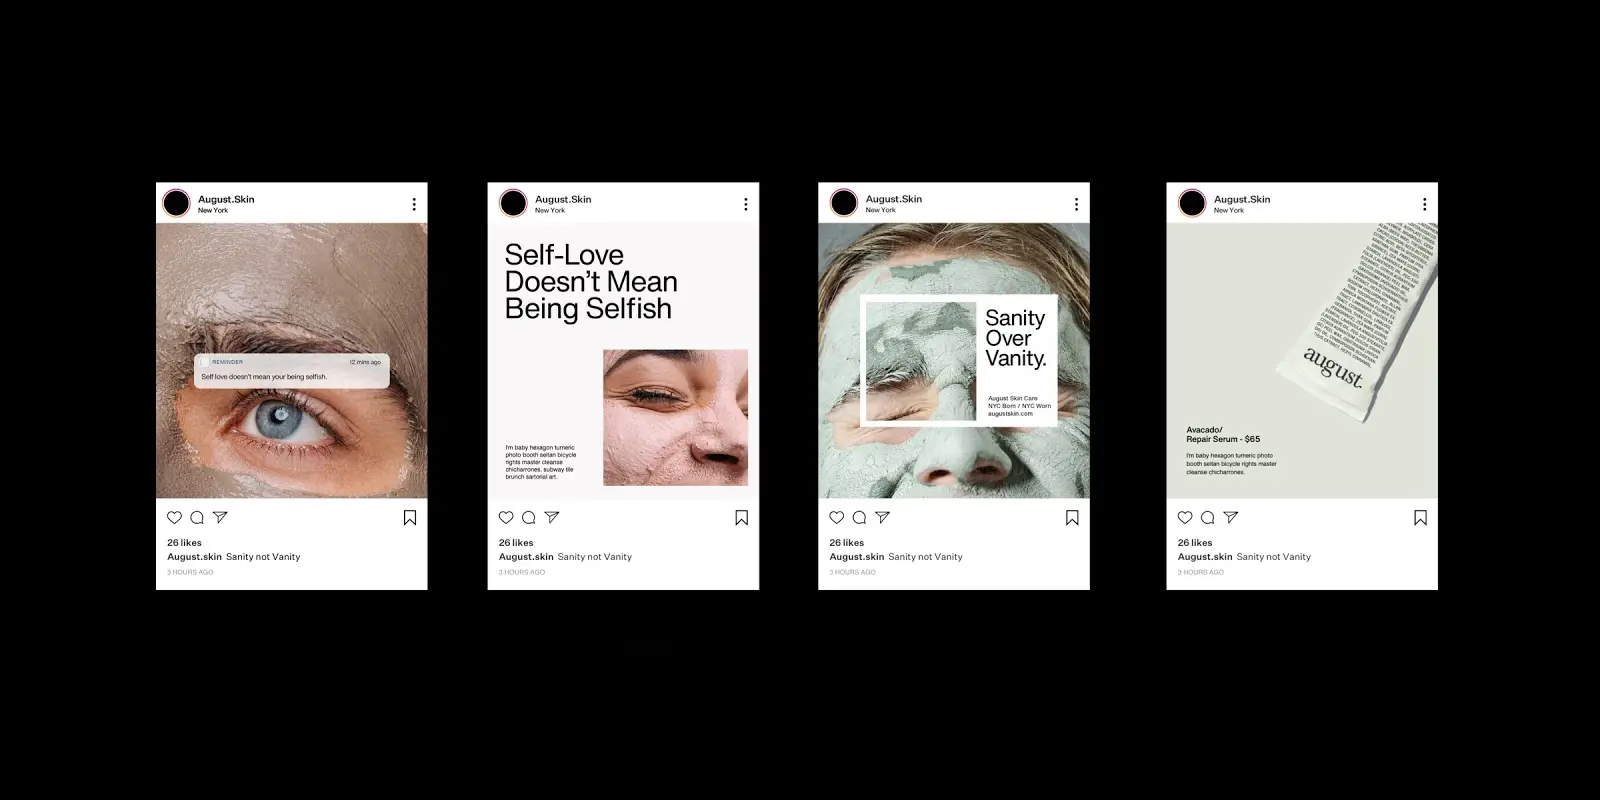 August.Skin
New York
REMINDER
12 mins ago
Self love doesn't mean your being selfish.
26 likes
August.skin Sanity not Vanity
3 HOURS AGO
August.Skin
New York
Self-Love
Doesn't Mean
Being Selfish
I'm baby hexagon tumeric
photo booth seitan bicycle
rights master cleanse
chicharrones, subway tile
brunch sartorial art.
26 likes
August.skin Sanity not Vanity
3 HOURS AGO
August.Skin
New York
Sanity
Over
Vanity.
August Skin Care
NYC Born / NYC Worn
augustskin.com
26 likes
August.skin Sanity not Vanity
3 HOURS AGO
August.Skin
New York
august.
Avacado/
Repair Serum - $65
I'm baby hexagon tumeric photo
booth seitan bicycle rights master
cleanse chicharrones.
26 likes
August.skin Sanity not Vanity
3 HOURS AGO